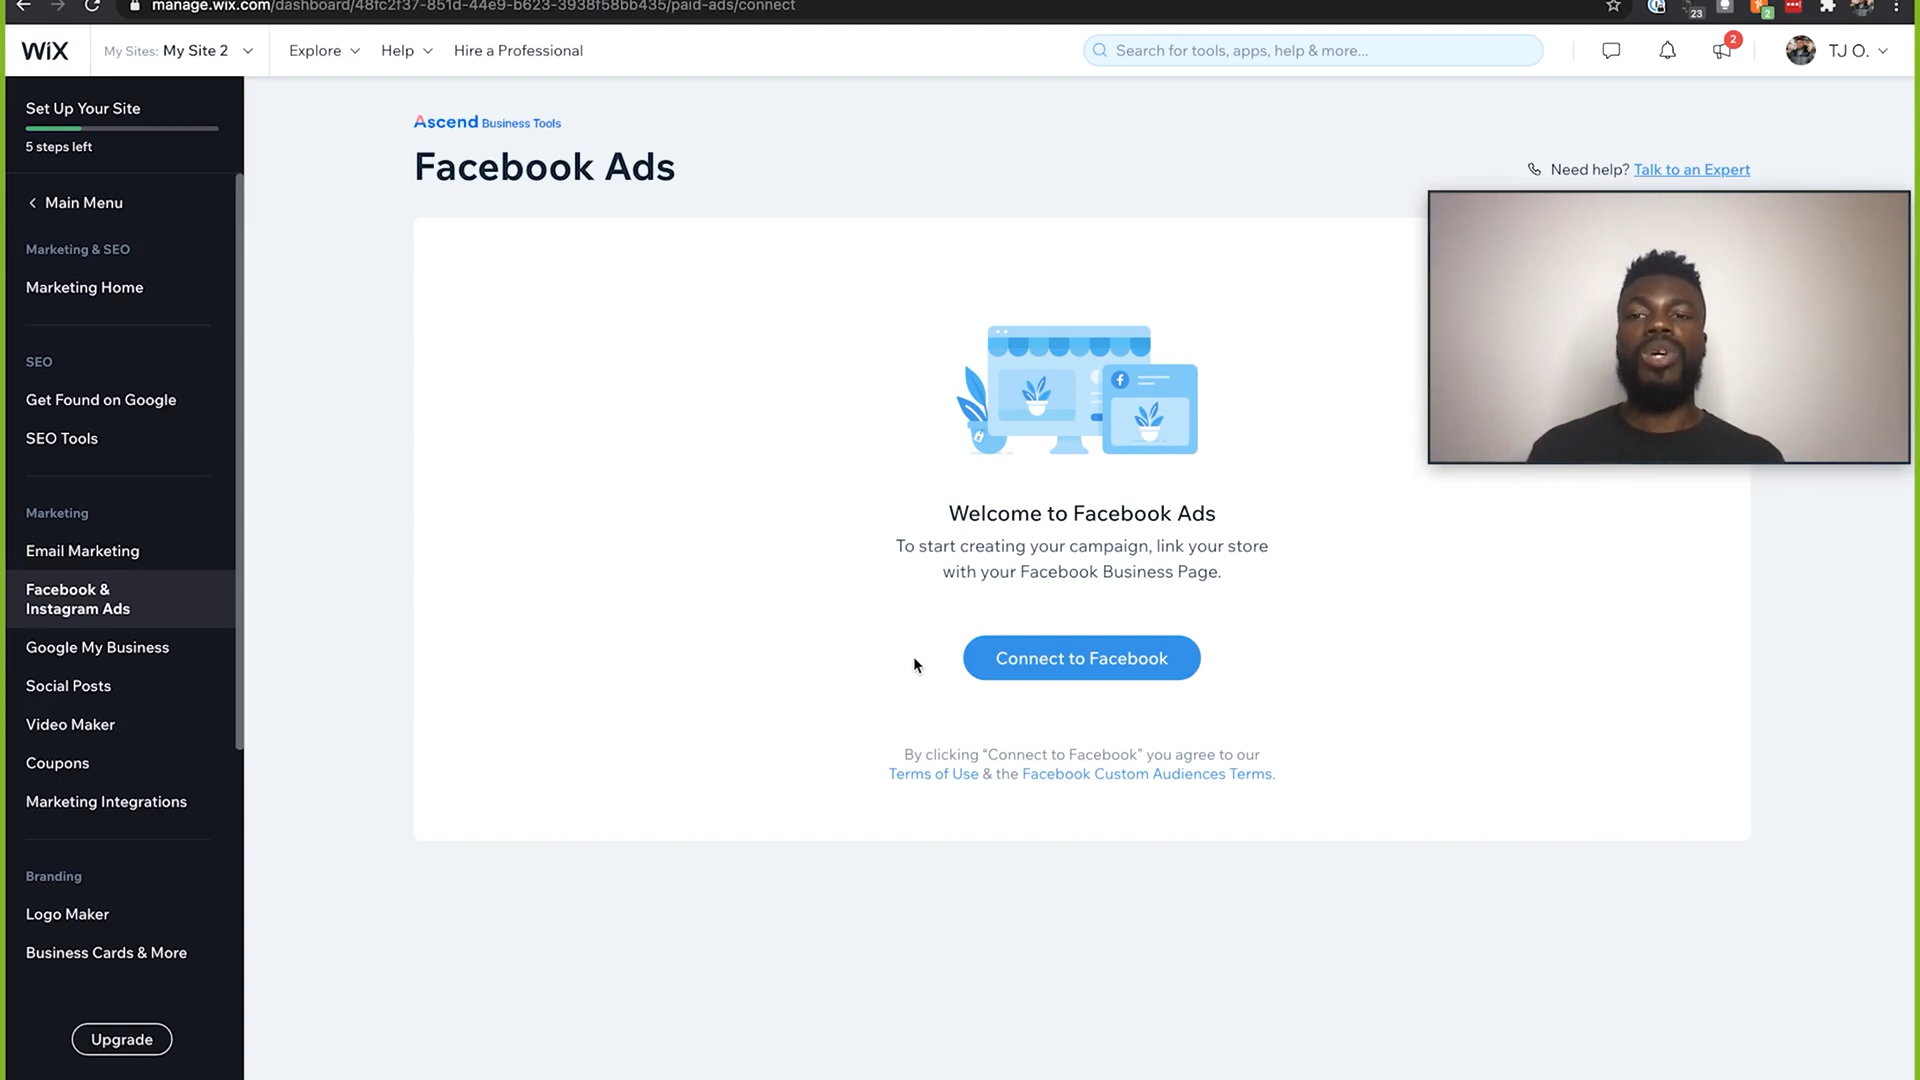 manage.wix.com/dashboard/48fc2f37-851d-44e9-b623-3938f58bb435/paid-ads/connect
23
2
WIX
My Sites: My Site 2
Explore
Help
Hire a Professional
Search for tools, apps, help & more...
2
TJ O.
Set Up Your Site
5 steps left
Main Menu
Marketing & SEO
Marketing Home
SEO
Get Found on Google
SEO Tools
Marketing
Email Marketing
Facebook &
Instagram Ads
Google My Business
Social Posts
Video Maker
Coupons
Marketing Integrations
Branding
Logo Maker
Business Cards & More
Upgrade
Ascend Business Tools
Facebook Ads
Need help? Talk to an Expert
Welcome to Facebook Ads
To start creating your campaign, link your store
with your Facebook Business Page.
Connect to Facebook
By clicking “Connect to Facebook” you agree to our
Terms of Use & the Facebook Custom Audiences Terms.